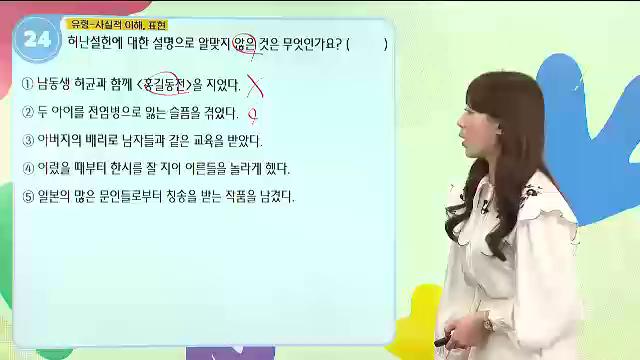 유형-사실적 이해, 표현
24 허난설헌에 대한 설명으로 알맞지 않은 것은 무엇인가요? ( )
① 남동생 허균과 함께 <홍길동전>을 지었다.
② 두 아이를 전염병으로 잃는 슬픔을 겪었다.
③ 아버지의 배려로 남자들과 같은 교육을 받았다.
④ 어렸을 때부터 한시를 잘 지어 어른들을 놀라게 했다.
⑤ 일본의 많은 문인들로부터 칭송을 받는 작품을 남겼다.